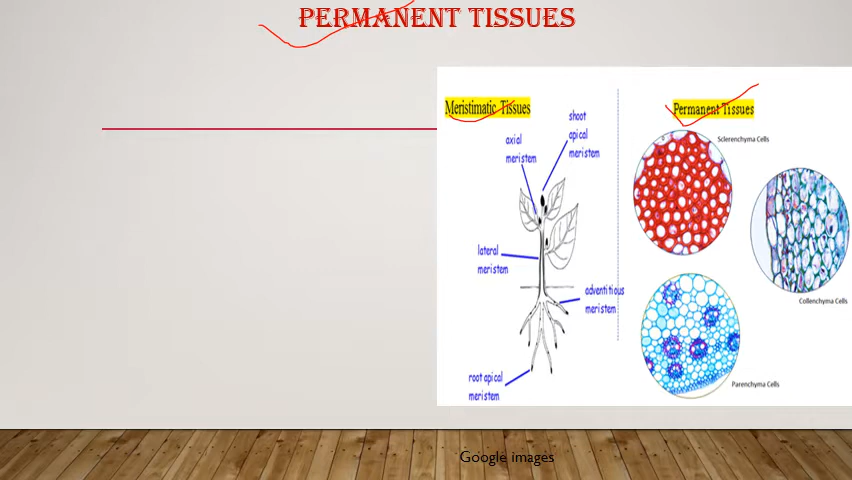 PERMANENT TISSUES
Meristimatic Tissues
Permanent Tissues
shoot
apical
meristem
axial
meristem
lateral
meristem
adventitious
meristem
root apical
meristem
Sclerenchyma Cells
Collenchyma Cells
Parenchyma Cells
Google images